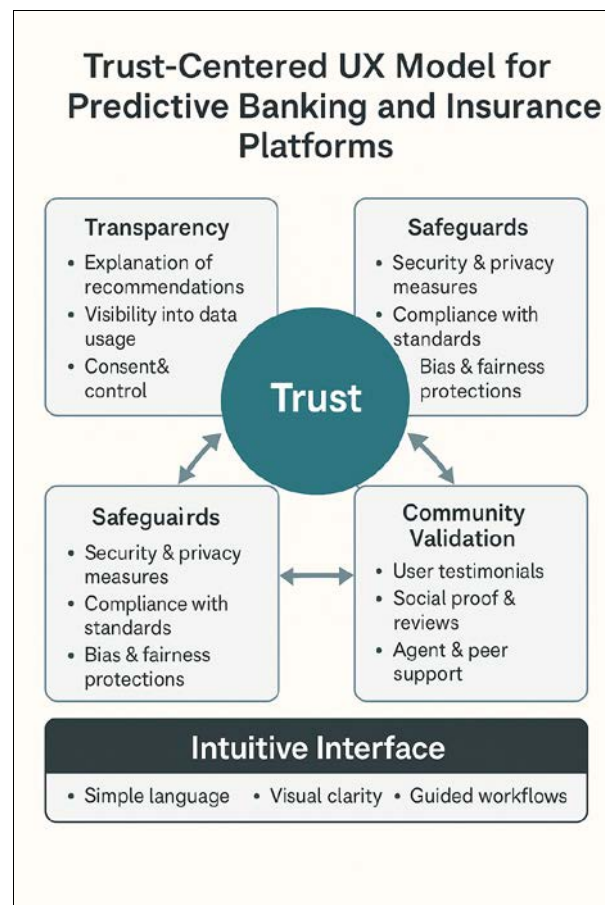 Trust-Centered UX Model for
Predictive Banking and Insurance
Platforms
Transparency
• Explanation of
recommendations
• Visibility into data
usage
• Consent&
control
Safeguards
• Security & privacy
measures
• Compliance with
standards
Bias & fairness
protections
Trust
Safeguairds
• Security & privacy
measures
• Compliance with
standards
• Bias & fairness
protections
Community
Validation
• User testimonials
• Social proof &
reviews
• Agent & peer
support
Intuitive Interface
• Simple language • Visual clarity • Guided workflows